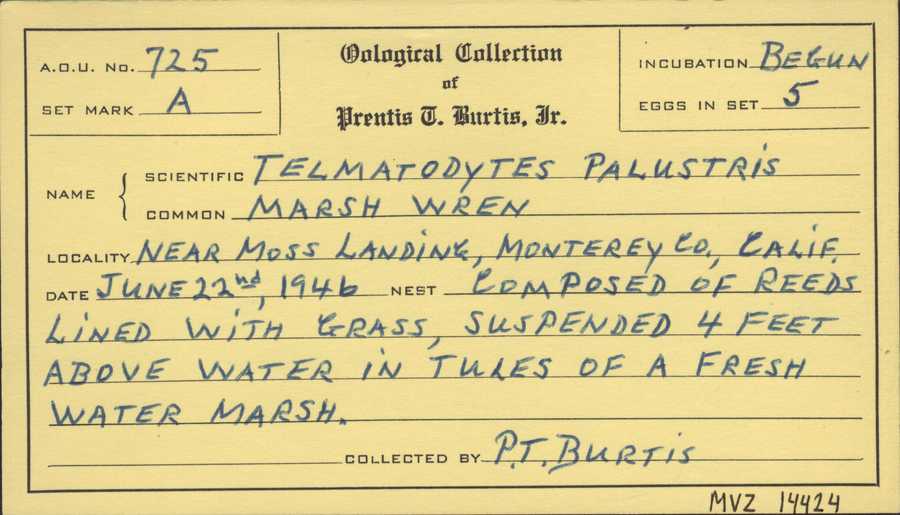 A.O.U. No. 725
SET MARK A
Oological Collection
of
Prentis T. Burtis, Jr.
INCUBATION BEGUN
EGGS IN SET 5
NAME
SCIENTIFIC TELMATODYTES PALUSTRIS
COMMON MARSH WREN
LOCALITY NEAR MOSS LANDING, MONTEREY CO., CALIF.
DATE JUNE 22nd, 1946 NEST COMPOSED OF REEDS
LINED WITH GRASS, SUSPENDED 4 FEET
ABOVE WATER IN TULES OF A FRESH
WATER MARSH.
COLLECTED BY P.T. BURTIS
MVZ 14424